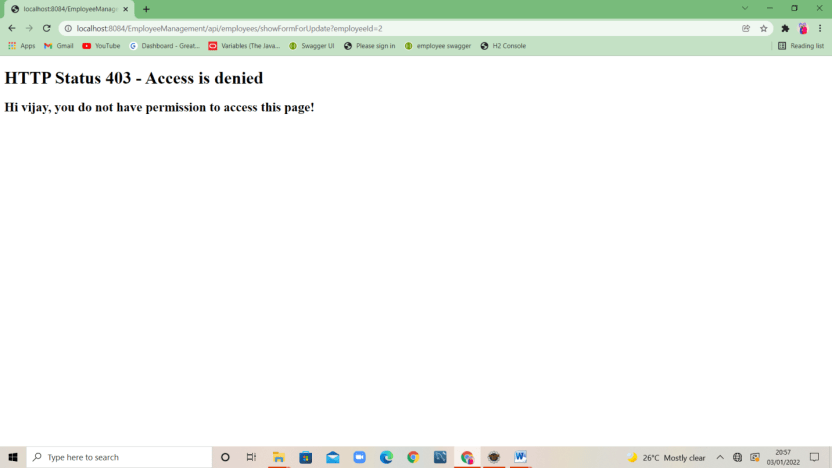 localhost:8084/EmployeeManage
localhost:8084/EmployeeManagement/api/employees/showFormForUpdate?employeeId=2
Apps Gmail YouTube Dashboard - Great... Variables (The Java... Swagger UI Please sign in employee swagger H2 Console Reading list
HTTP Status 403 - Access is denied
Hi vijay, you do not have permission to access this page!
Type here to search 26°C Mostly clear 20:57
03/01/2022